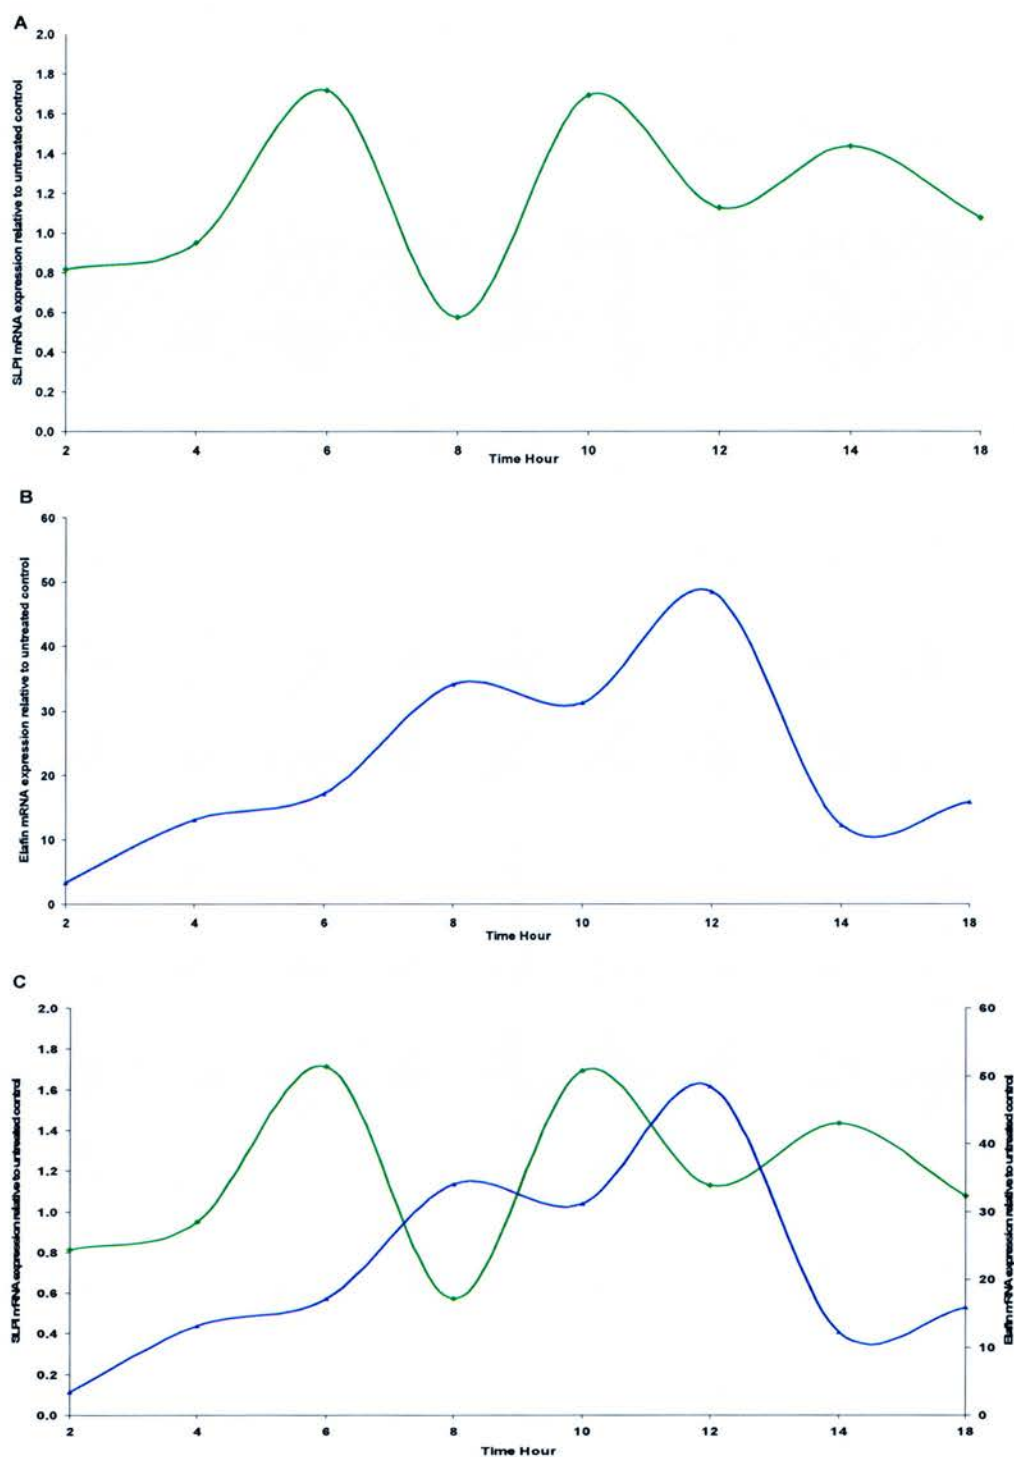 A
SLPI mRNA expression relative to untreated control
2.0
1.8
1.6
1.4
1.2
1.0
0.8
0.6
0.4
0.2
0.0
2 4 6 8 10 12 14 18
Time Hour
B
Elafin mRNA expression relative to untreated control
60
50
40
30
20
10
0
2 4 6 8 10 12 14 18
Time Hour
C
SLPI mRNA expression relative to untreated control
2.0
1.8
1.6
1.4
1.2
1.0
0.8
0.6
0.4
0.2
0.0
60
50
40
30
20
10
0
Elafin mRNA expression relative to untreated control
2 4 6 8 10 12 14 18
Time Hour